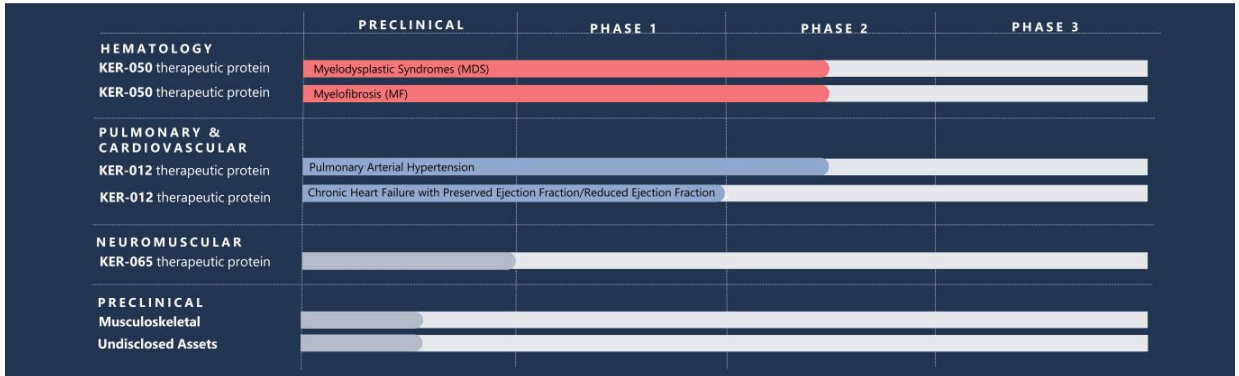 PRECLINICAL PHASE 1 PHASE 2 PHASE 3
HEMATOLOGY
KER-050 therapeutic protein Myelodysplastic Syndromes (MDS)
KER-050 therapeutic protein Myelofibrosis (MF)
PULMONARY &
CARDIOVASCULAR
KER-012 therapeutic protein Pulmonary Arterial Hypertension
KER-012 therapeutic protein Chronic Heart Failure with Preserved Ejection Fraction/Reduced Ejection Fraction
NEUROMUSCULAR
KER-065 therapeutic protein
PRECLINICAL
Musculoskeletal
Undisclosed Assets